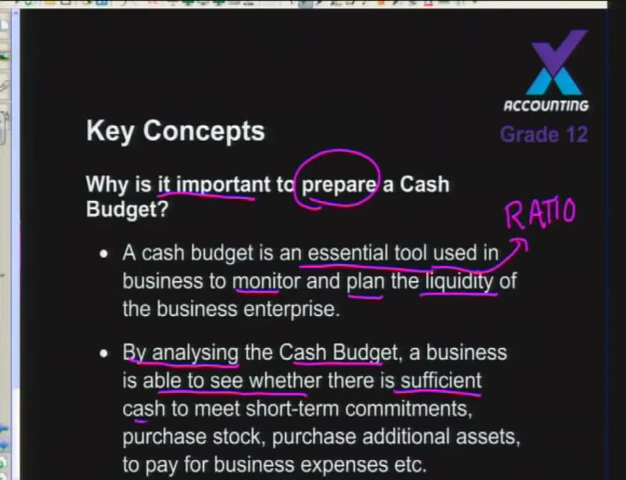 ACCOUNTING
Grade 12
Key Concepts
Why is it important to prepare a Cash
Budget?
RATIO
• A cash budget is an essential tool used in
business to monitor and plan the liquidity of
the business enterprise.
• By analysing the Cash Budget, a business
is able to see whether there is sufficient
cash to meet short-term commitments,
purchase stock, purchase additional assets,
to pay for business expenses etc.